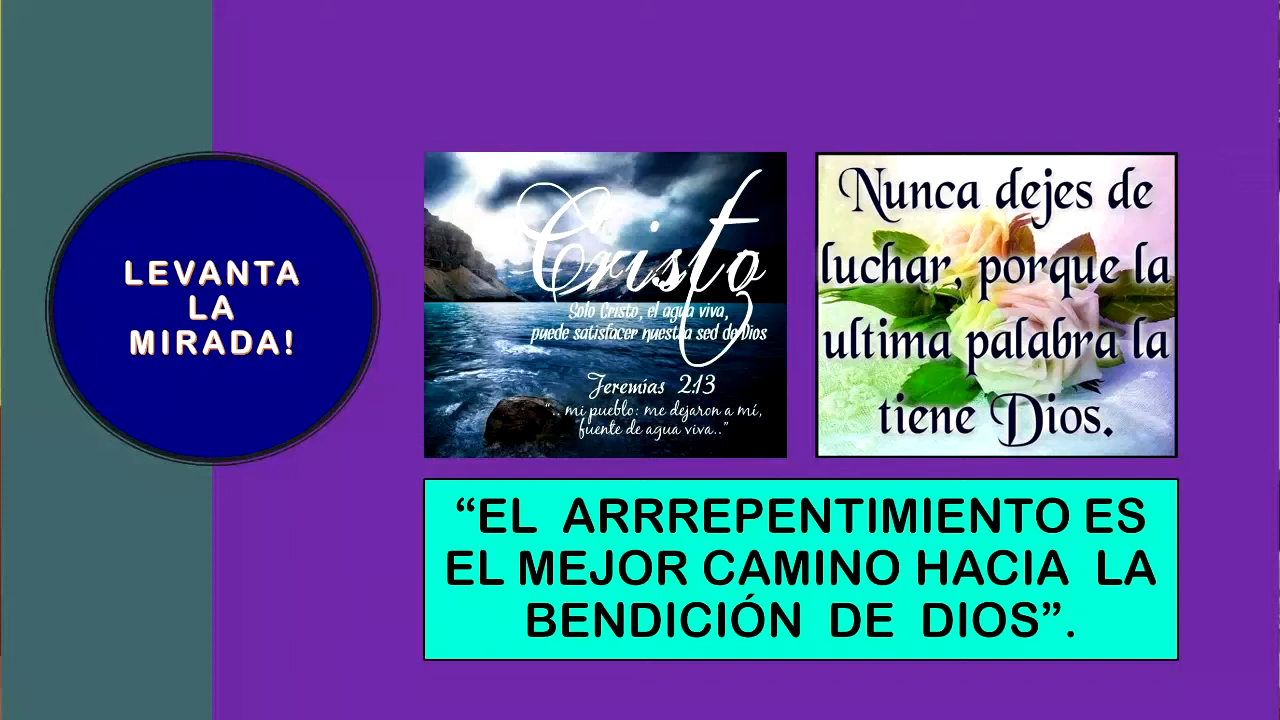 LEVANTA
LA
MIRADA!
Cristo
Solo Cristo, el agua viva,
puede satisfacer nuestra sed de Dios
Jeremías 2:13
"... mi pueblo: me dejaron a mí,
fuente de agua viva.."
Nunca dejes de
luchar, porque la
ultima palabra la
tiene Dios.
“EL ARRREPENTIMIENTO ES
EL MEJOR CAMINO HACIA LA
BENDICIÓN DE DIOS”.